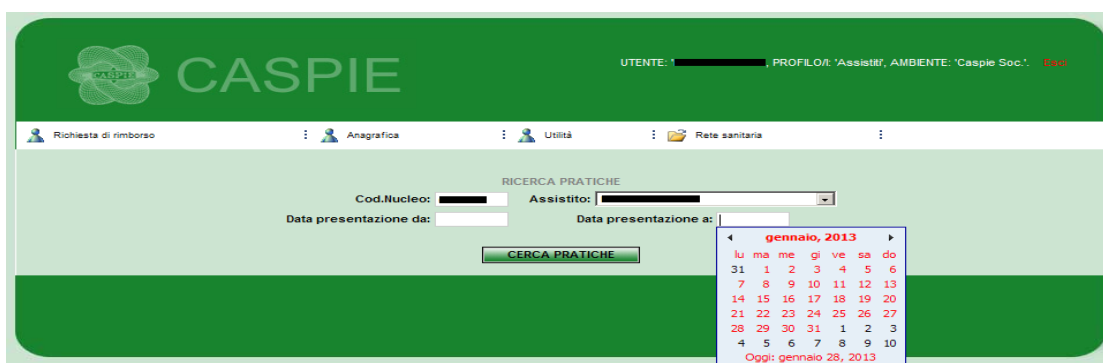 CASPIE CASPIE
UTENTE: ' , PROFILO/I: 'Assistiti', AMBIENTE: 'Caspie Soc.'. Esci
Richiesta di rimborso : Anagrafica : Utilità : Rete sanitaria :
RICERCA PRATICHE
Cod.Nucleo: Assistito:
Data presentazione da: Data presentazione a:
CERCA PRATICHE
gennaio, 2013
lu ma me gi ve sa do
31 1 2 3 4 5 6
7 8 9 10 11 12 13
14 15 16 17 18 19 20
21 22 23 24 25 26 27
28 29 30 31 1 2 3
4 5 6 7 8 9 10
Oggi: gennaio 28, 2013